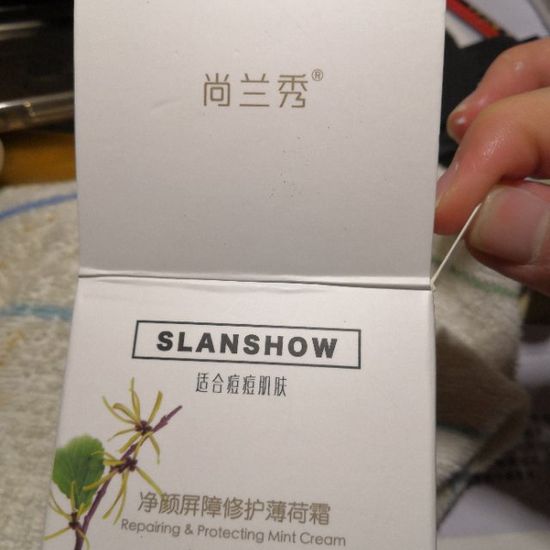 尚兰秀®
SLANSHOW
适合痘痘肌肤
净颜屏障修护薄荷霜
Repairing & Protecting Mint Cream